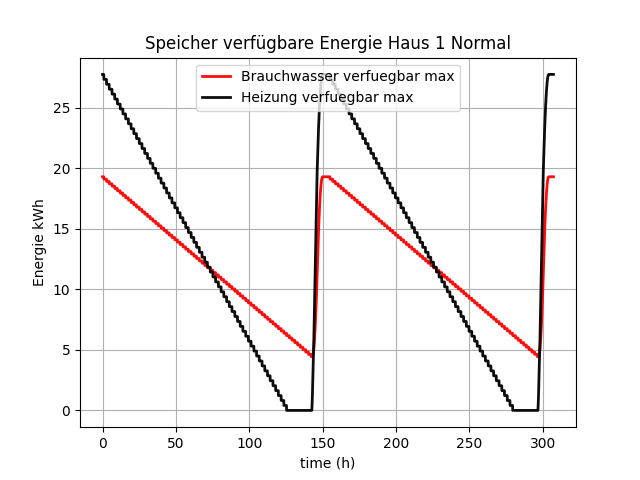 Speicher verfügbare Energie Haus 1 Normal
Brauchwasser verfuegbar max
Heizung verfuegbar max
Energie kWh
25
20
15
10
5
0
0 50 100 150 200 250 300
time (h)